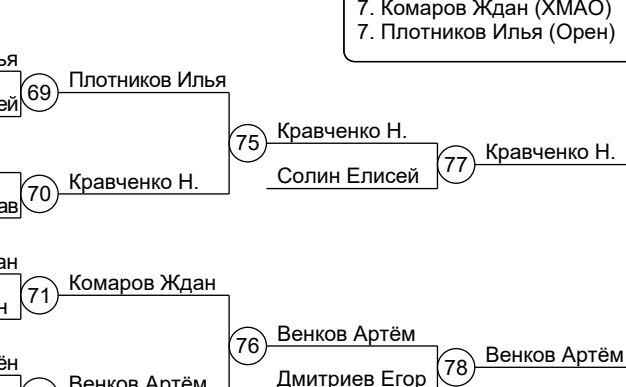 7. Комаров Ждан (ХМАО)
7. Плотников Илья (Орен)
69
Плотников Илья
75
Кравченко Н.
77
Кравченко Н.
Солин Елисей
70
Кравченко Н.
71
Комаров Ждан
76
Венков Артём
78
Венков Артём
Дмитриев Егор
Венков Артём